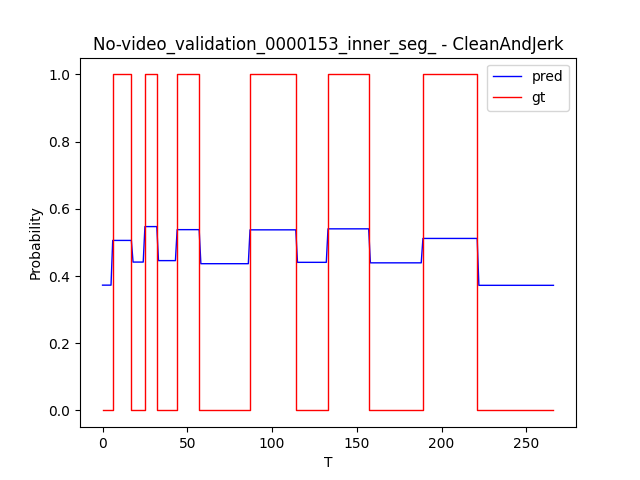 No-video_validation_0000153_inner_seg_ - CleanAndJerk
pred
gt
1.0
0.8
0.6
0.4
0.2
0.0
Probability
0
50
100
150
200
250
T